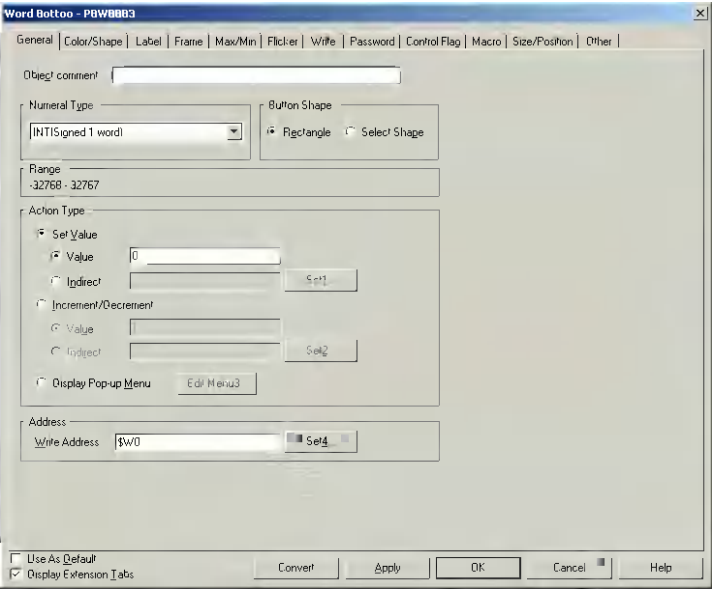 Word Bottoo - PBW0003
General | Color/Shape | Label | Frame | Max/Min | Flicker | Write | Password | Control Flag | Macro | Size/Position | Other
Object comment
Numeral Type
INT(Signed 1 word)
Button Shape
Rectangle
Select Shape
Range
-32768 - 32767
Action Type
Set Value
Value
0
Indirect
Set1
Increment/Decrement
Value
1
Indirect
Set2
Display Pop-up Menu
Edit Menu3
Address
Write Address
$W0
Set4
Use As Default
Display Extension Tabs
Convert
Apply
OK
Cancel
Help